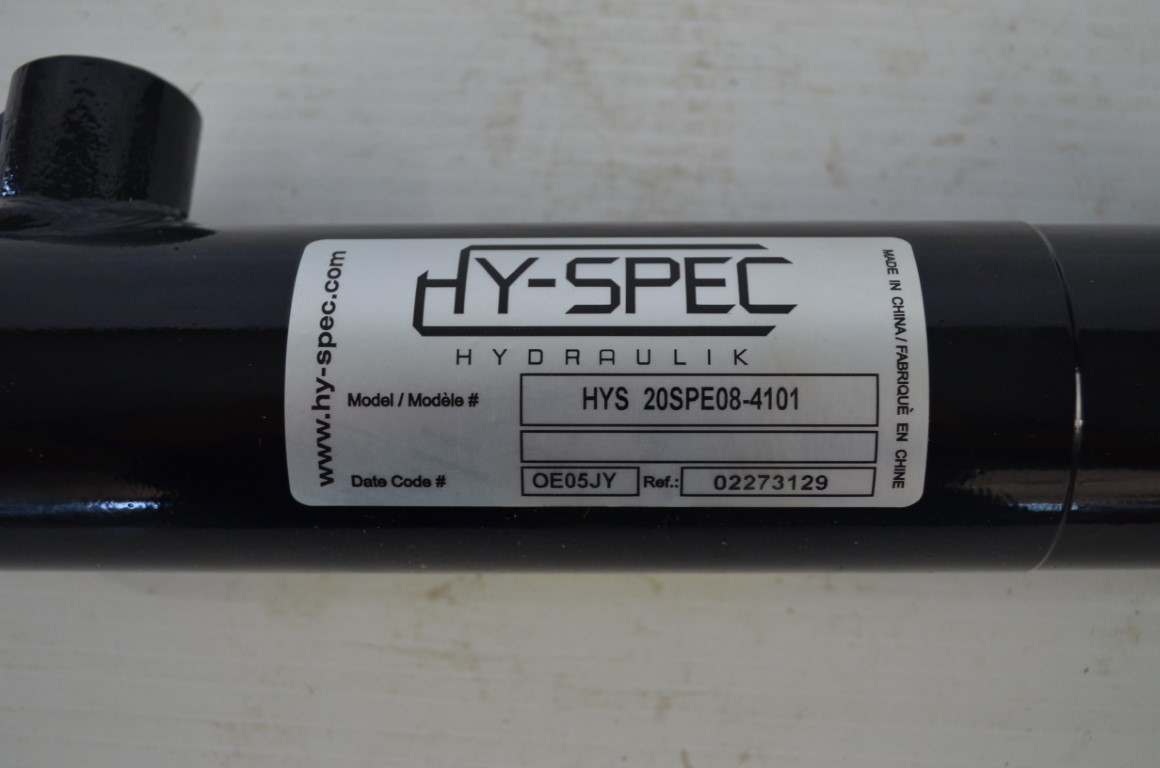 HY-SPEC
HYDRAULIK
www.hy-spec.com
Model / Modèle # HYS 20SPE08-4101
Date Code # OE05JY Ref.: 02273129
MADE IN CHINA / FABRIQUÈ EN CHINE